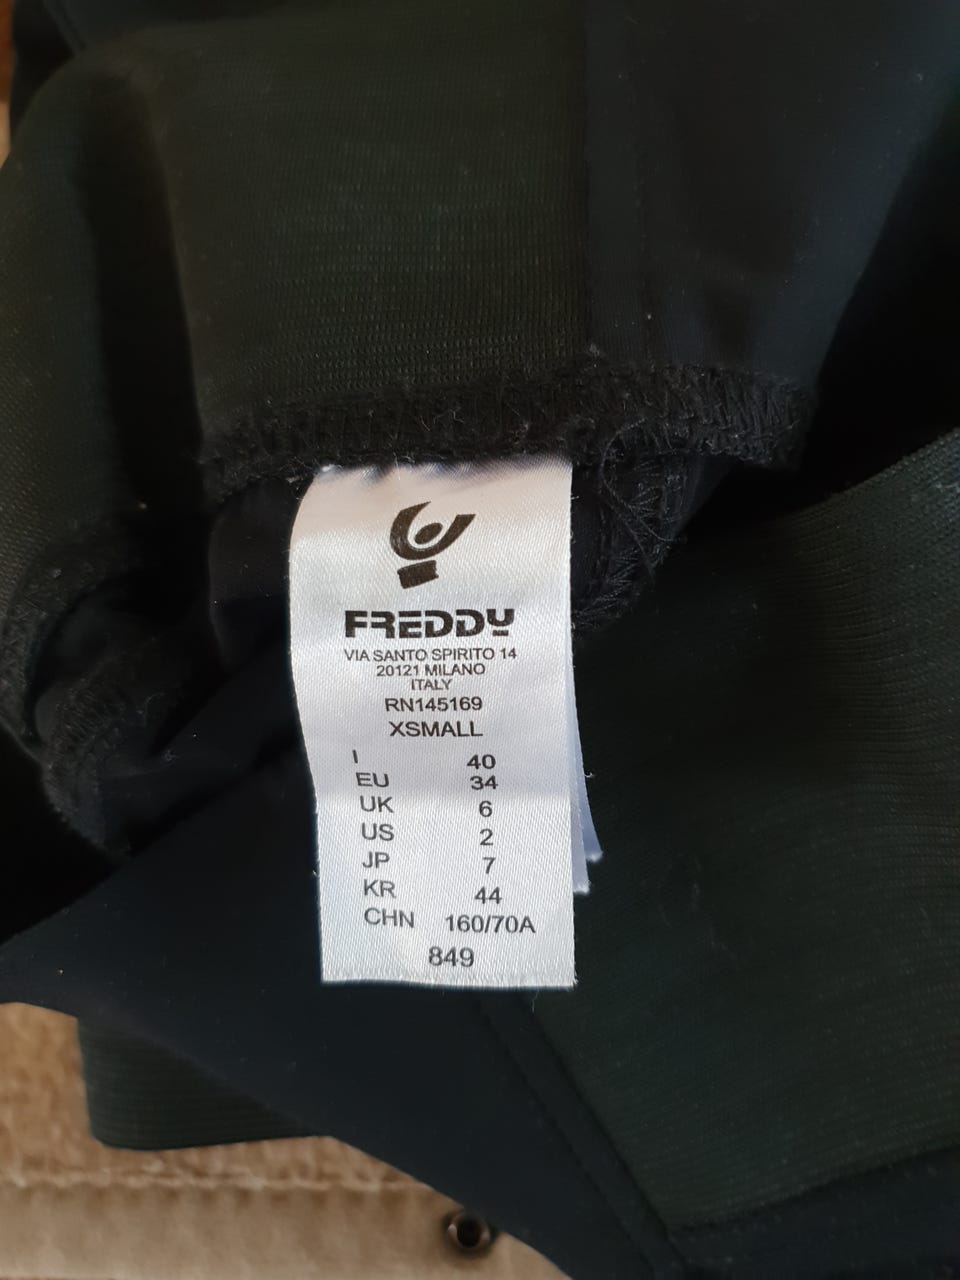 FREDDY
VIA SANTO SPIRITO 14
20121 MILANO
ITALY
RN145169
XSMALL
I 40
EU 34
UK 6
US 2
JP 7
KR 44
CHN 160/70A
849